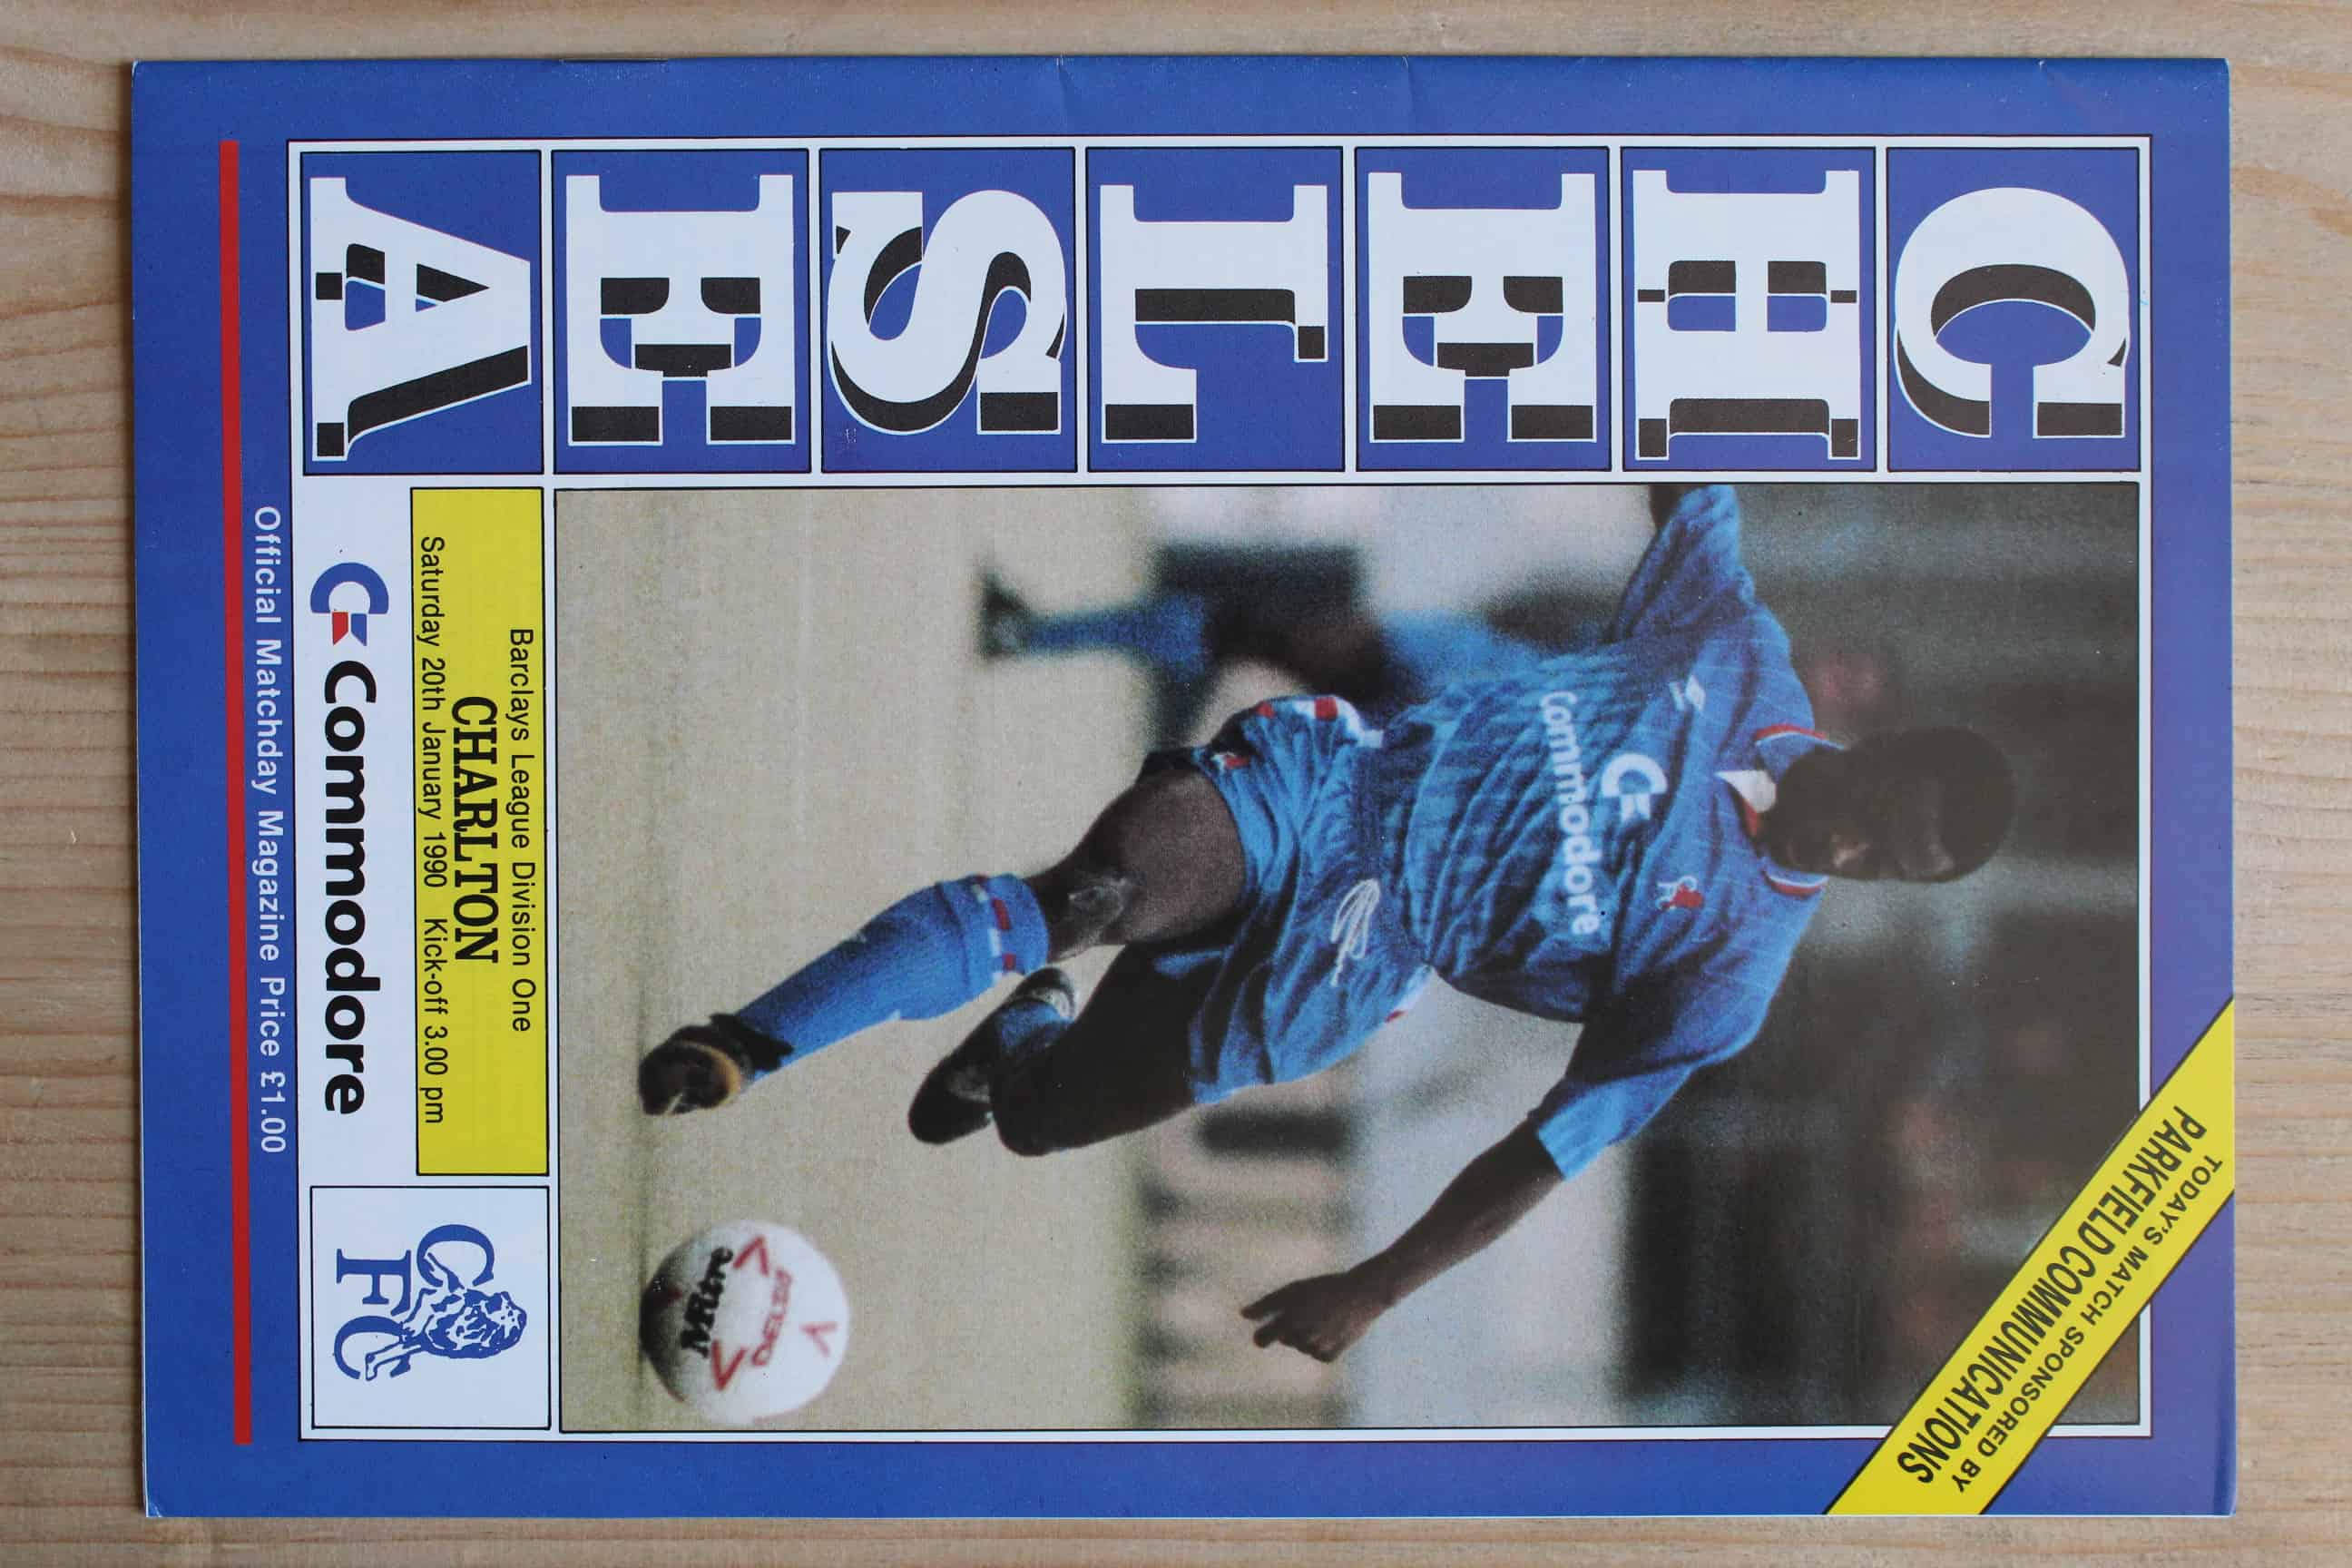 CHELSEA
TODAY'S MATCH SPONSORED BY
PARKFIELD COMMUNICATIONS
Commodore
Mitre
DELTA
Barclays League Division One
CHARLTON
Saturday 20th January 1990 Kick-off 3.00 pm
Commodore
CFC
Official Matchday Magazine Price £1.00